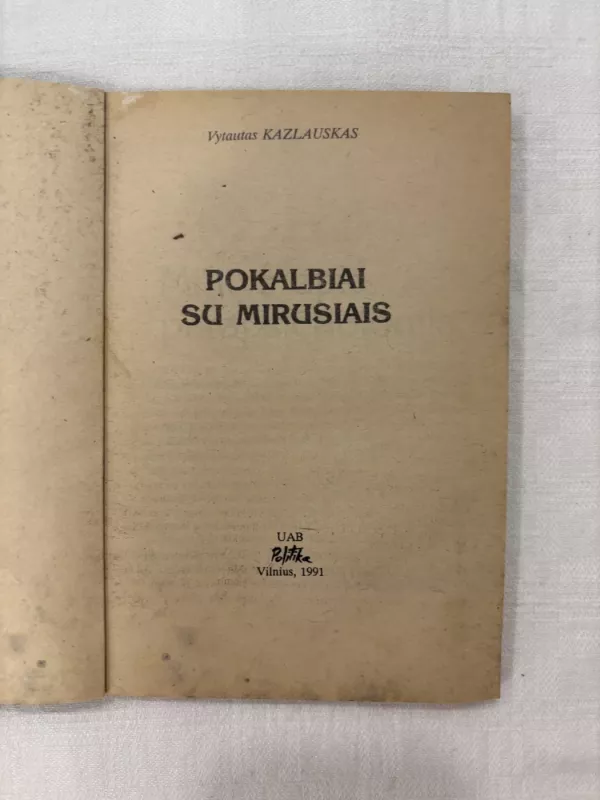 Vytautas KAZLAUSKAS
POKALBIAI
SU MIRUSIAIS
UAB
Politika
Vilnius, 1991